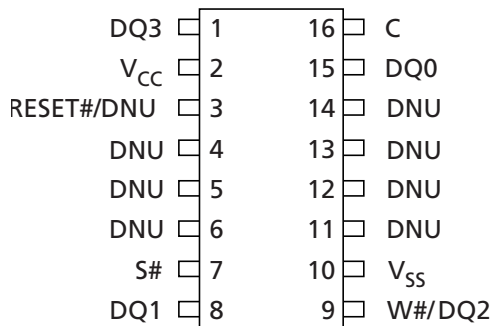 DQ3 1 16 C
VCC 2 15 DQ0
RESET#/DNU 3 14 DNU
DNU 4 13 DNU
DNU 5 12 DNU
DNU 6 11 DNU
S# 7 10 VSS
DQ1 8 9 W#/DQ2